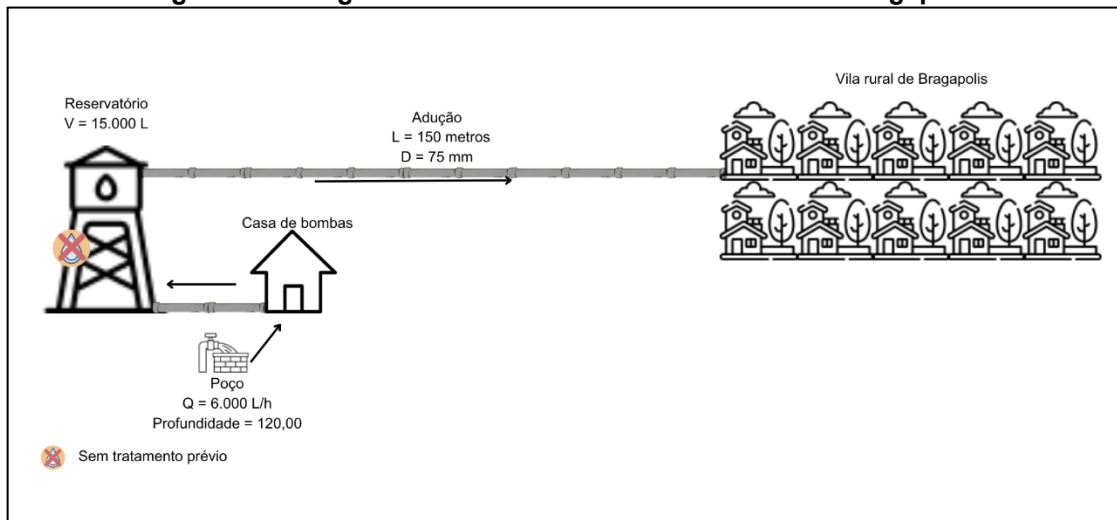 Reservatório
V = 15.000 L
Adução
L = 150 metros
D = 75 mm
Vila rural de Bragapolis
Casa de bombas
Poço
Q = 6.000 L/h
Profundidade = 120,00
Sem tratamento prévio